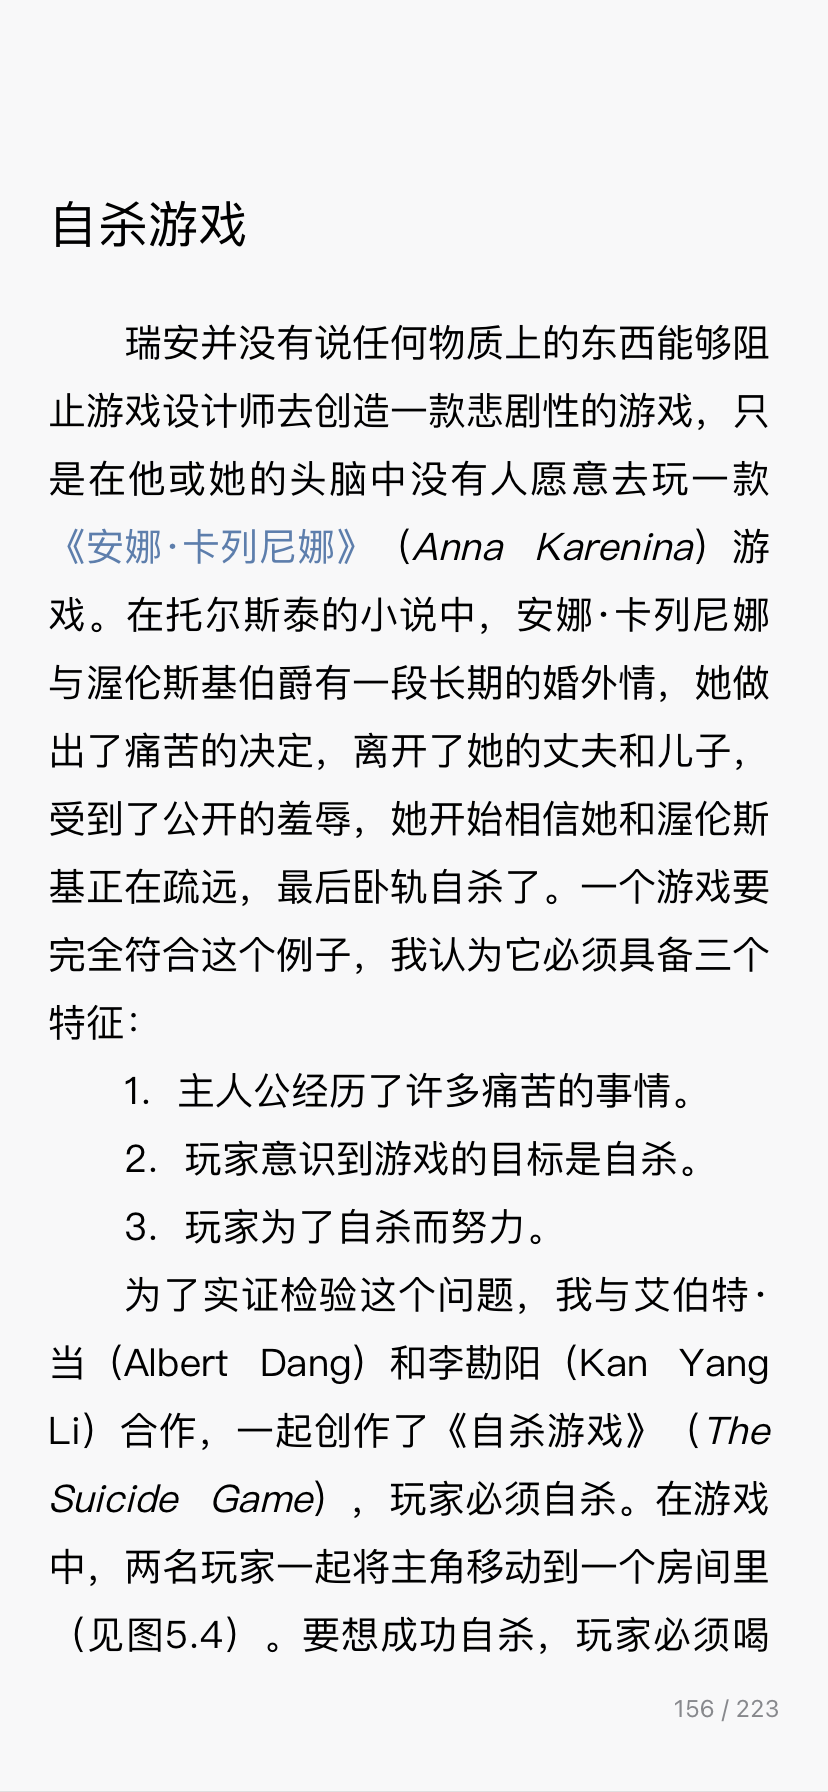 自杀游戏
瑞安并没有说任何物质上的东西能够阻
止游戏设计师去创造一款悲剧性的游戏，只
是在他或她的头脑中没有人愿意去玩一款
《安娜·卡列尼娜》（Anna Karenina）游
戏。在托尔斯泰的小说中，安娜·卡列尼娜
与渥伦斯基伯爵有一段长期的婚外情，她做
出了痛苦的决定，离开了她的丈夫和儿子，
受到了公开的羞辱，她开始相信她和渥伦斯
基正在疏远，最后卧轨自杀了。一个游戏要
完全符合这个例子，我认为它必须具备三个
特征：
1. 主人公经历了许多痛苦的事情。
2. 玩家意识到游戏的目标是自杀。
3. 玩家为了自杀而努力。
为了实证检验这个问题，我与艾伯特·
当（Albert Dang）和李勘阳（Kan Yang
Li）合作，一起创作了《自杀游戏》（The
Suicide Game），玩家必须自杀。在游戏
中，两名玩家一起将主角移动到一个房间里
（见图5.4）。要想成功自杀，玩家必须喝
156 / 223